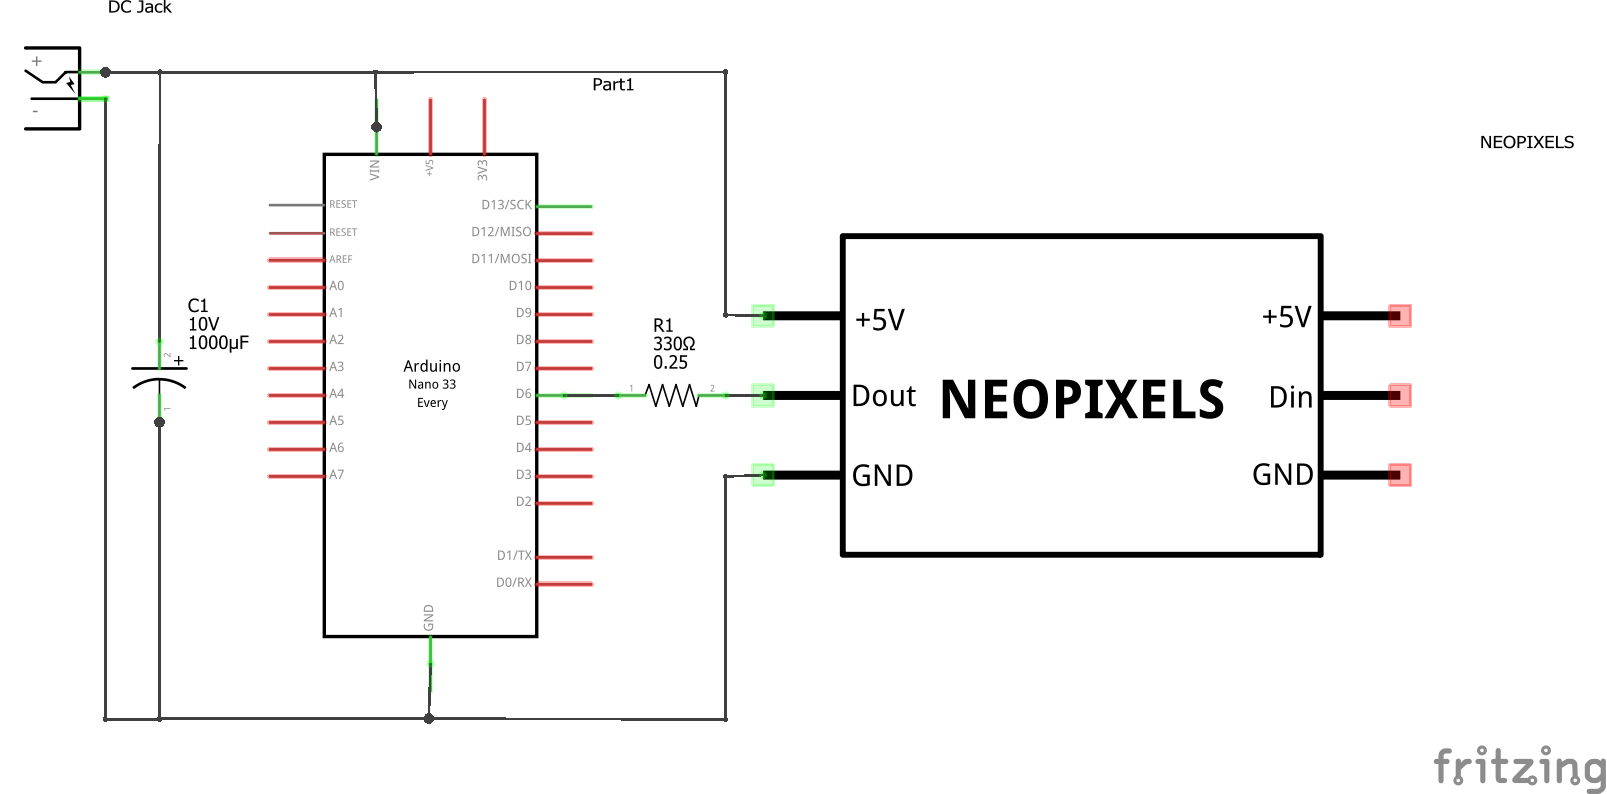 DC Jack
+
-
Part1
NEOPIXELS
VIN
+V5
3V3
RESET
RESET
AREF
A0
A1
A2
A3
A4
A5
A6
A7
D13/SCK
D12/MISO
D11/MOSI
D10
D9
D8
D7
D6
D5
D4
D3
D2
D1/TX
D0/RX
GND
Arduino
Nano 33
Every
C1
10V
1000µF
2
+
1
R1
330Ω
0.25
1
2
+5V
Dout
GND
NEOPIXELS
+5V
Din
GND
fritzing